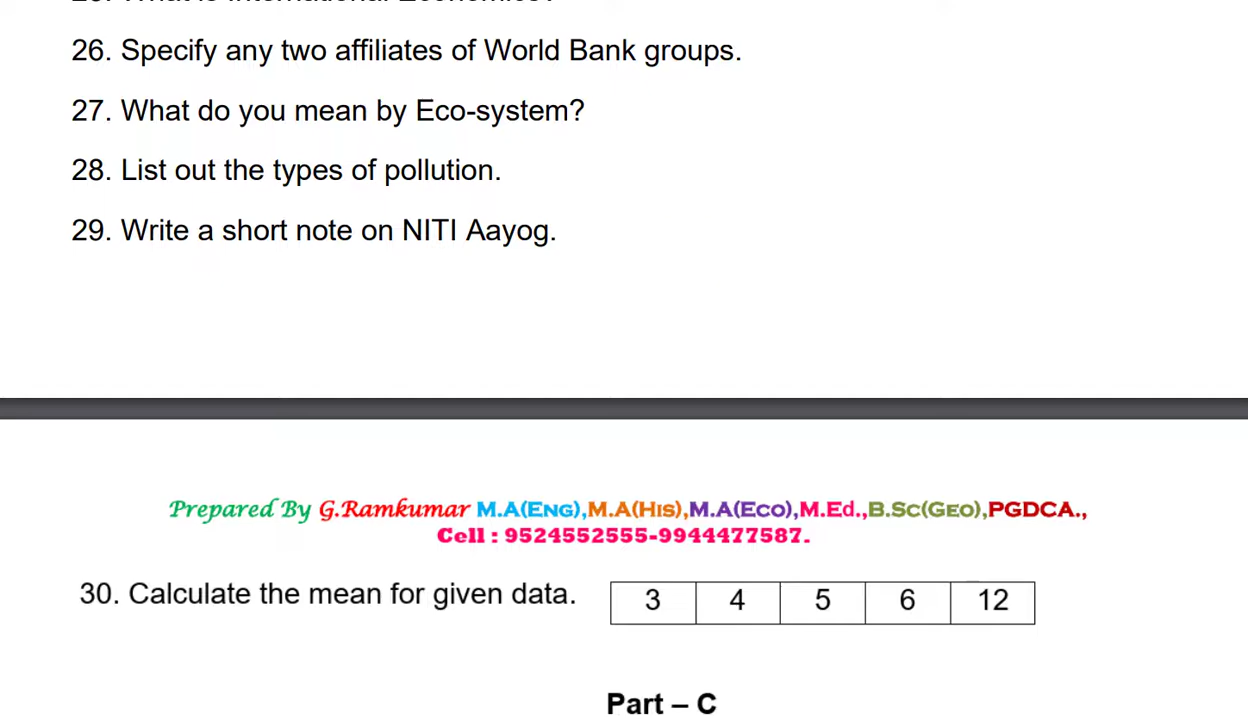 26. Specify any two affiliates of World Bank groups.
27. What do you mean by Eco-system?
28. List out the types of pollution.
29. Write a short note on NITI Aayog.
Prepared By G.Ramkumar M.A(Eng),M.A(His),M.A(Eco),M.Ed.,B.Sc(Geo),PGDCA.,
Cell : 9524552555-9944477587.
30. Calculate the mean for given data. 3 4 5 6 12
Part – C